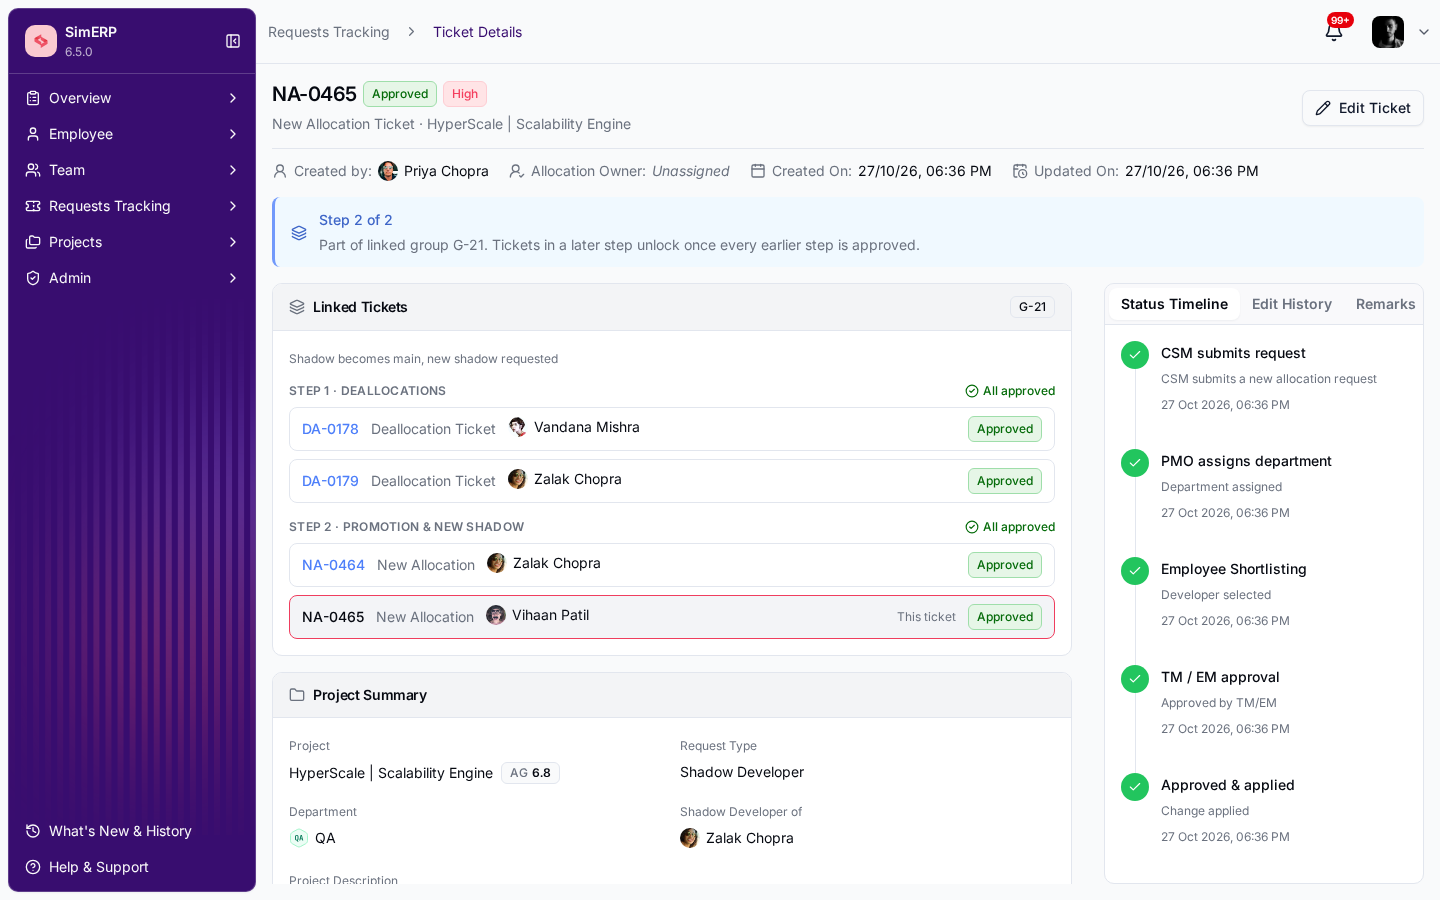 SimERP
6.5.0
Overview
Employee
Team
Requests Tracking
Projects
Admin
What's New & History
Help & Support
Requests Tracking
Ticket Details
99+
NA-0465
Approved
High
New Allocation Ticket · HyperScale | Scalability Engine
Edit Ticket
Created by: Priya Chopra
Allocation Owner: Unassigned
Created On: 27/10/26, 06:36 PM
Updated On: 27/10/26, 06:36 PM
Step 2 of 2
Part of linked group G-21. Tickets in a later step unlock once every earlier step is approved.
Linked Tickets
G-21
Shadow becomes main, new shadow requested
STEP 1 · DEALLOCATIONS
All approved
DA-0178 Deallocation Ticket Vandana Mishra Approved
DA-0179 Deallocation Ticket Zalak Chopra Approved
STEP 2 · PROMOTION & NEW SHADOW
All approved
NA-0464 New Allocation Zalak Chopra Approved
NA-0465 New Allocation Vihaan Patil This ticket Approved
Project Summary
Project
HyperScale | Scalability Engine AG 6.8
Request Type
Shadow Developer
Department
QA QA
Shadow Developer of
Zalak Chopra
Project Description
Status Timeline
Edit History
Remarks
CSM submits request
CSM submits a new allocation request
27 Oct 2026, 06:36 PM
PMO assigns department
Department assigned
27 Oct 2026, 06:36 PM
Employee Shortlisting
Developer selected
27 Oct 2026, 06:36 PM
TM / EM approval
Approved by TM/EM
27 Oct 2026, 06:36 PM
Approved & applied
Change applied
27 Oct 2026, 06:36 PM